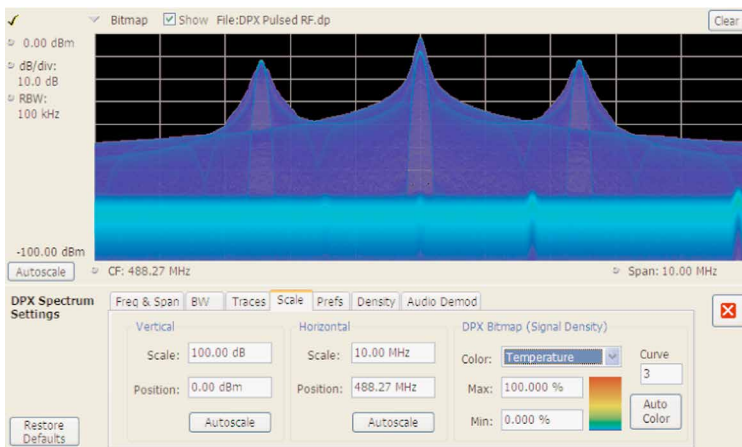 Bitmap Show File:DPX Pulsed RF.dp Clear
0.00 dBm
dB/div:
10.0 dB
RBW:
100 kHz
-100.00 dBm
Autoscale CF: 488.27 MHz Span: 10.00 MHz
DPX Spectrum
Settings
Freq & Span BW Traces Scale Prefs Density Audio Demod
Vertical Horizontal DPX Bitmap (Signal Density)
Scale: 100.00 dB Scale: 10.00 MHz Color: Temperature Curve
3
Position: 0.00 dBm Position: 488.27 MHz Max: 100.000 %
Autoscale Autoscale Min: 0.000 % Auto
Color
Restore
Defaults